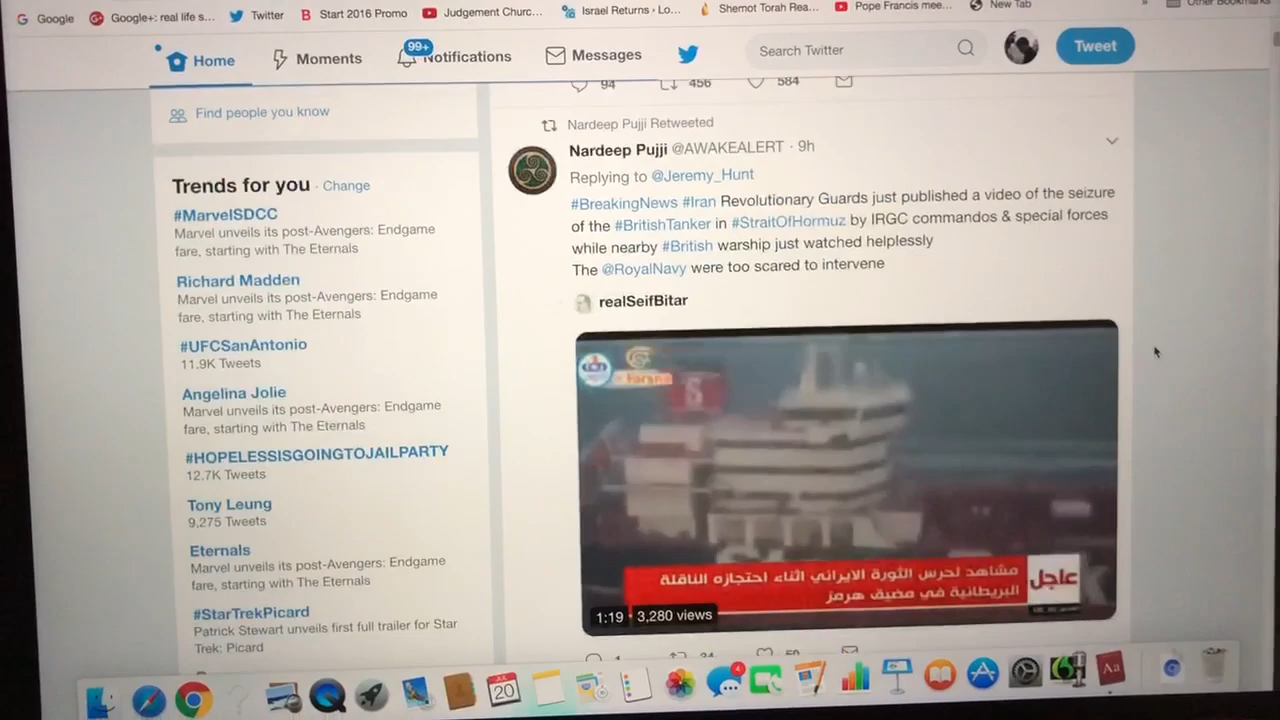 Google
Google+: real life s...
Twitter
Start 2016 Promo
Judgement Churc...
Israel Returns › Lo...
Shemot Torah Rea...
Pope Francis mee...
New Tab
» Other Bookmarks
Home
Moments
99+
Notifications
Messages
Search Twitter
Tweet
Find people you know
Trends for you · Change
#MarvelSDCC
Marvel unveils its post-Avengers: Endgame
fare, starting with The Eternals
Richard Madden
Marvel unveils its post-Avengers: Endgame
fare, starting with The Eternals
#UFCSanAntonio
11.9K Tweets
Angelina Jolie
Marvel unveils its post-Avengers: Endgame
fare, starting with The Eternals
#HOPELESSISGOINGTOJAILPARTY
12.7K Tweets
Tony Leung
9,275 Tweets
Eternals
Marvel unveils its post-Avengers: Endgame
fare, starting with The Eternals
#StarTrekPicard
Patrick Stewart unveils first full trailer for Star
Trek: Picard
94 456 584
Nardeep Pujji Retweeted
Nardeep Pujji @AWAKEALERT · 9h
Replying to @Jeremy_Hunt
#BreakingNews #Iran Revolutionary Guards just published a video of the seizure
of the #BritishTanker in #StraitOfHormuz by IRGC commandos & special forces
while nearby #British warship just watched helplessly
The @RoyalNavy were too scared to intervene
realSeifBitar
عاجل
مشاهد لحرس الثورة الايراني اثناء احتجازه الناقلة
البريطانية في مضيق هرمز
1:19 · 3,280 views
JUL
20
4
Aa